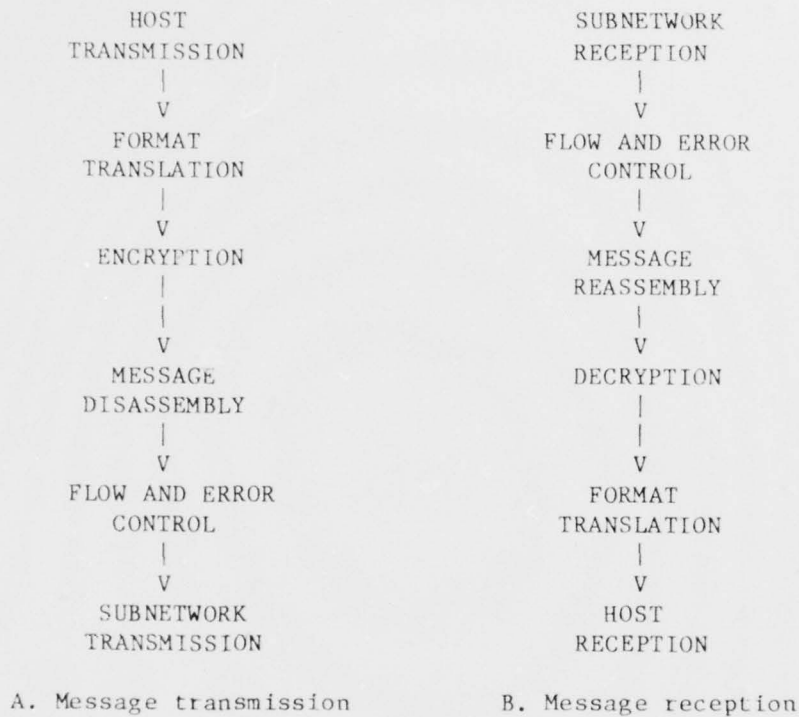 HOST
TRANSMISSION
|
V
FORMAT
TRANSLATION
|
V
ENCRYPTION
|
|
V
MESSAGE
DISASSEMBLY
|
V
FLOW AND ERROR
CONTROL
|
V
SUBNETWORK
TRANSMISSION
A. Message transmission
SUBNETWORK
RECEPTION
|
V
FLOW AND ERROR
CONTROL
|
V
MESSAGE
REASSEMBLY
|
V
DECRYPTION
|
|
V
FORMAT
TRANSLATION
|
V
HOST
RECEPTION
B. Message reception